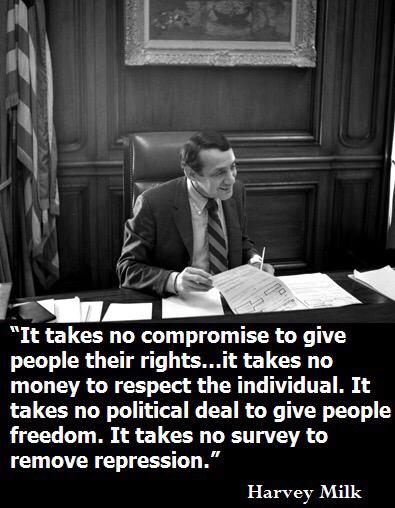 “It takes no compromise to give
people their rights...it takes no
money to respect the individual. It
takes no political deal to give people
freedom. It takes no survey to
remove repression.”
Harvey Milk